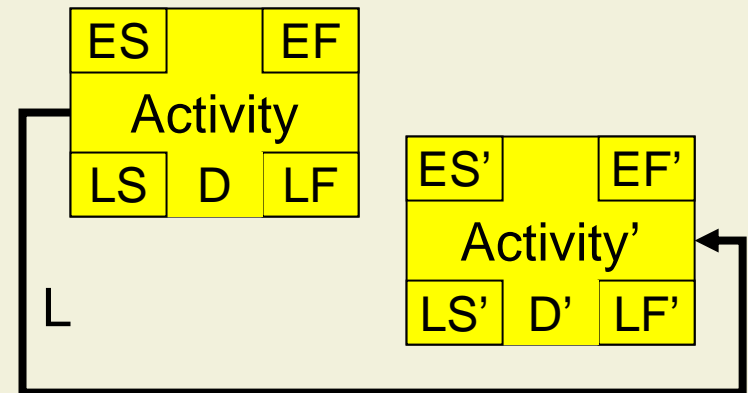 ES EF
Activity
LS D LF
ES’ EF’
Activity’
LS’ D’ LF’
L